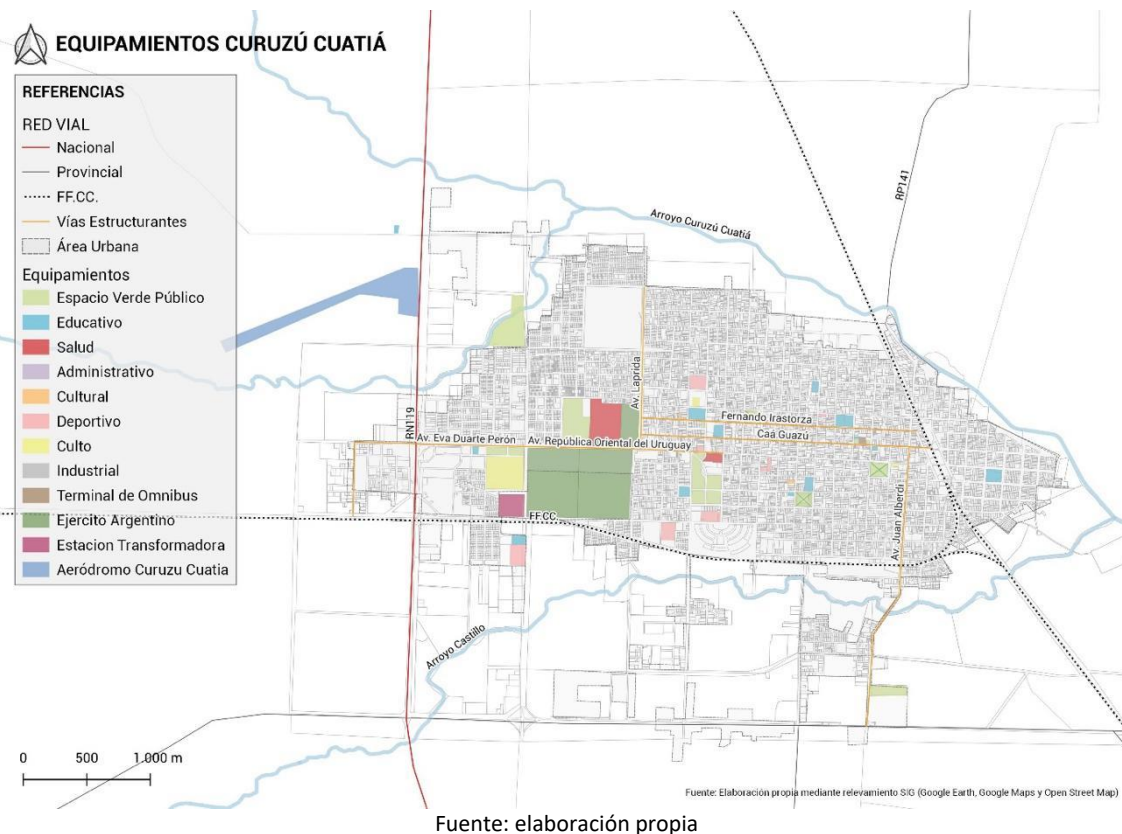 EQUIPAMIENTOS CURUZÚ CUATIÁ
REFERENCIAS
RED VIAL
Nacional
Provincial
FF.CC.
Vías Estructurantes
Área Urbana
Equipamientos
Espacio Verde Público
Educativo
Salud
Administrativo
Cultural
Deportivo
Culto
Industrial
Terminal de Omnibus
Ejercito Argentino
Estacion Transformadora
Aeródromo Curuzu Cuatia
RP141
Arroyo Curuzú Cuatiá
Av. Laprida
RN119
Fernando Irastorza
Caá Guazú
Av. Eva Duarte Perón
Av. República Oriental del Uruguay
Av. Juan Alberdi
FF.CC.
Arroyo Castillo
0 500 1.000 m
Fuente: Elaboración propia mediante relevamiento SIG (Google Earth, Google Maps y Open Street Map)
Fuente: elaboración propia